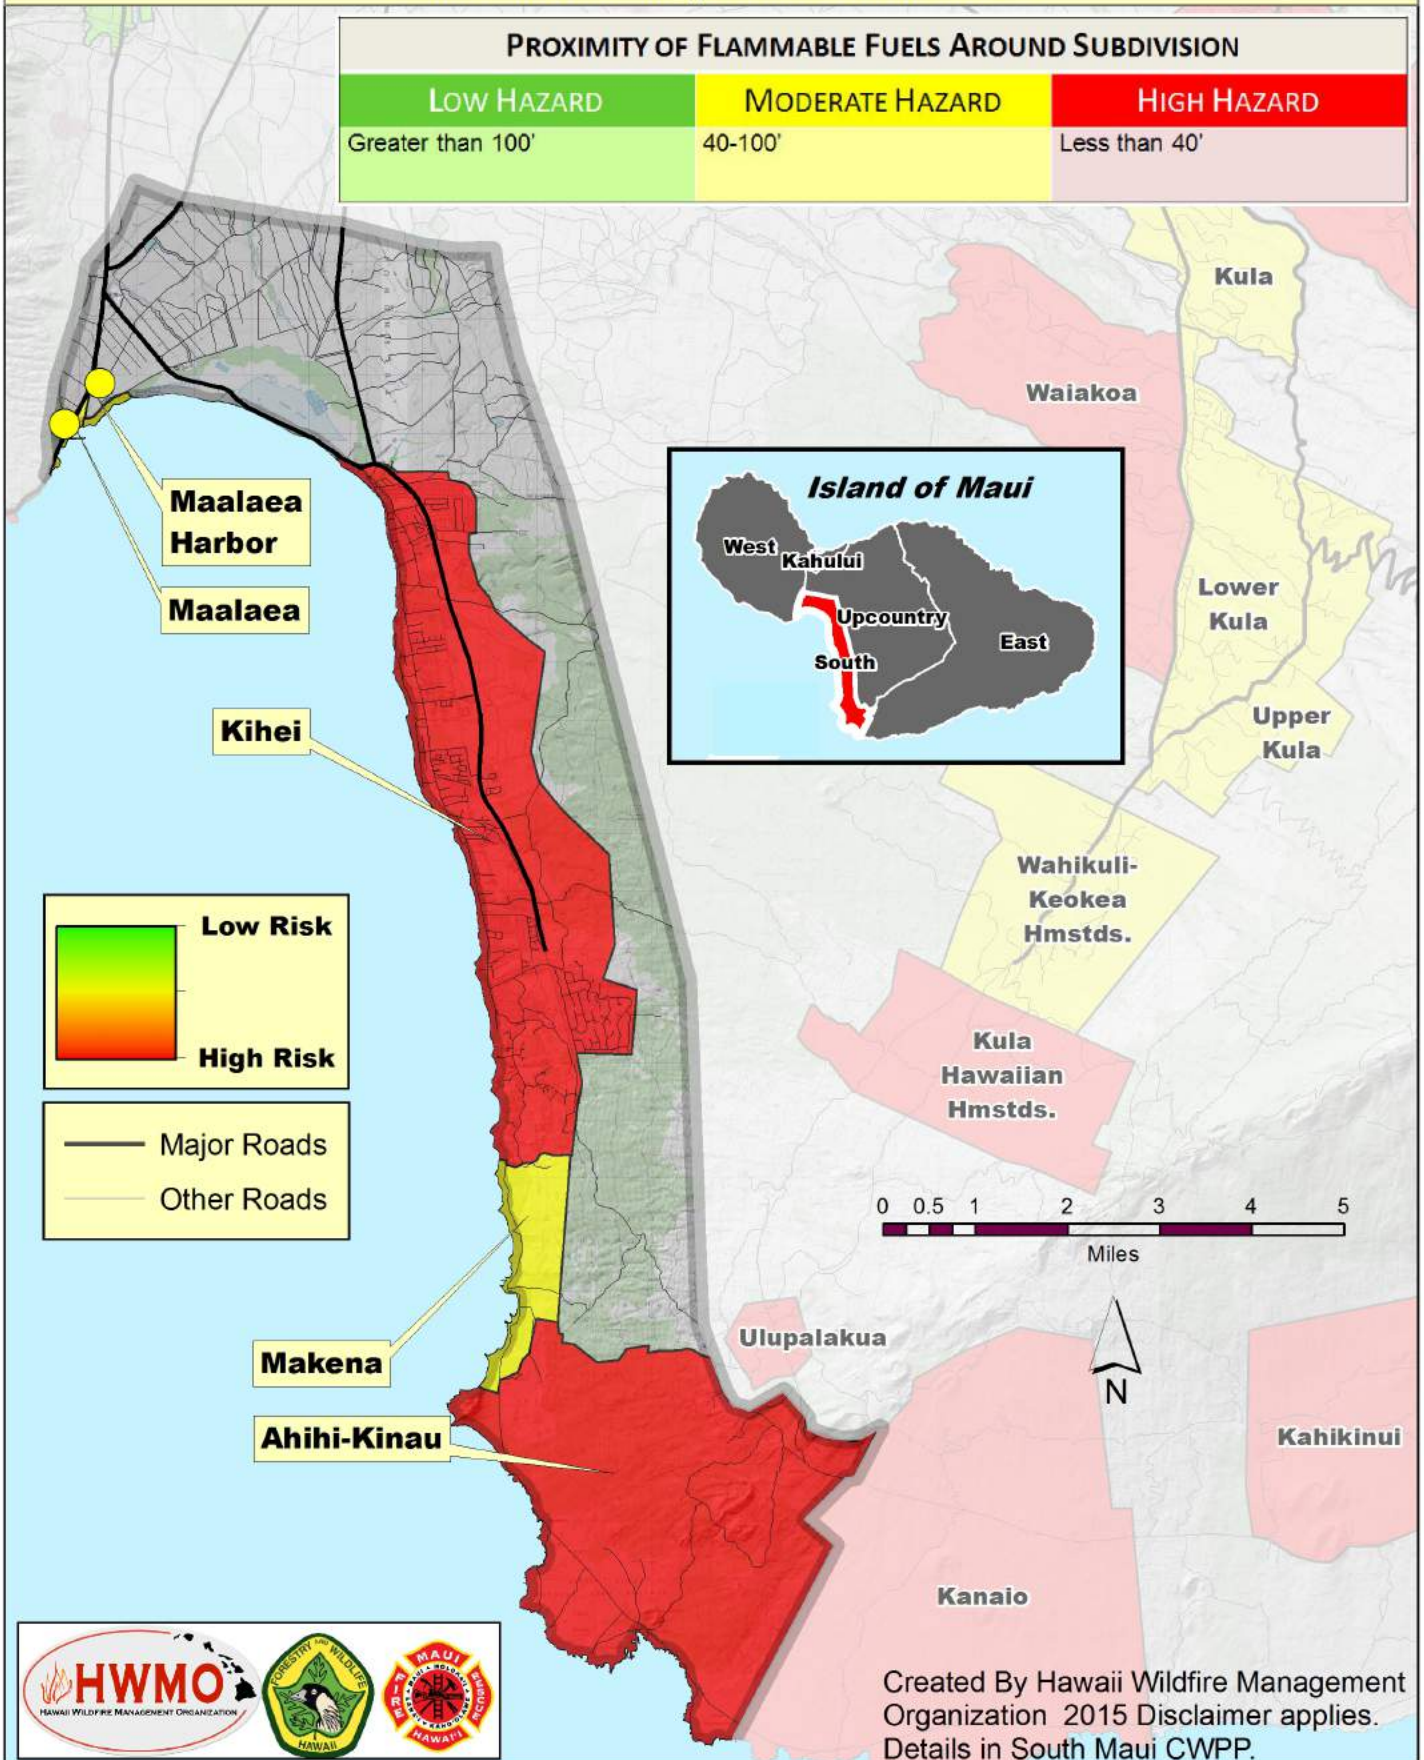 PROXIMITY OF FLAMMABLE FUELS AROUND SUBDIVISION
LOW HAZARD
MODERATE HAZARD
HIGH HAZARD
Greater than 100'
40-100'
Less than 40'
Kula
Waiakoa
Maalaea
Harbor
Maalaea
Island of Maui
West
Kahului
Upcountry
East
South
Lower
Kula
Upper
Kula
Kihei
Wahikuli-
Keokea
Hmstds.
Low Risk
High Risk
Kula
Hawaiian
Hmstds.
Major Roads
Other Roads
0 0.5 1 2 3 4 5
Miles
Ulupalakua
N
Makena
Ahihi-Kinau
Kahikinui
Kanaio
HWMO
HAWAII WILDFIRE MANAGEMENT ORGANIZATION
FORESTRY AND WILDLIFE
HAWAII
MAUI
FIRE
RESCUE
HAWAI'I
Created By Hawaii Wildfire Management
Organization 2015 Disclaimer applies.
Details in South Maui CWPP.